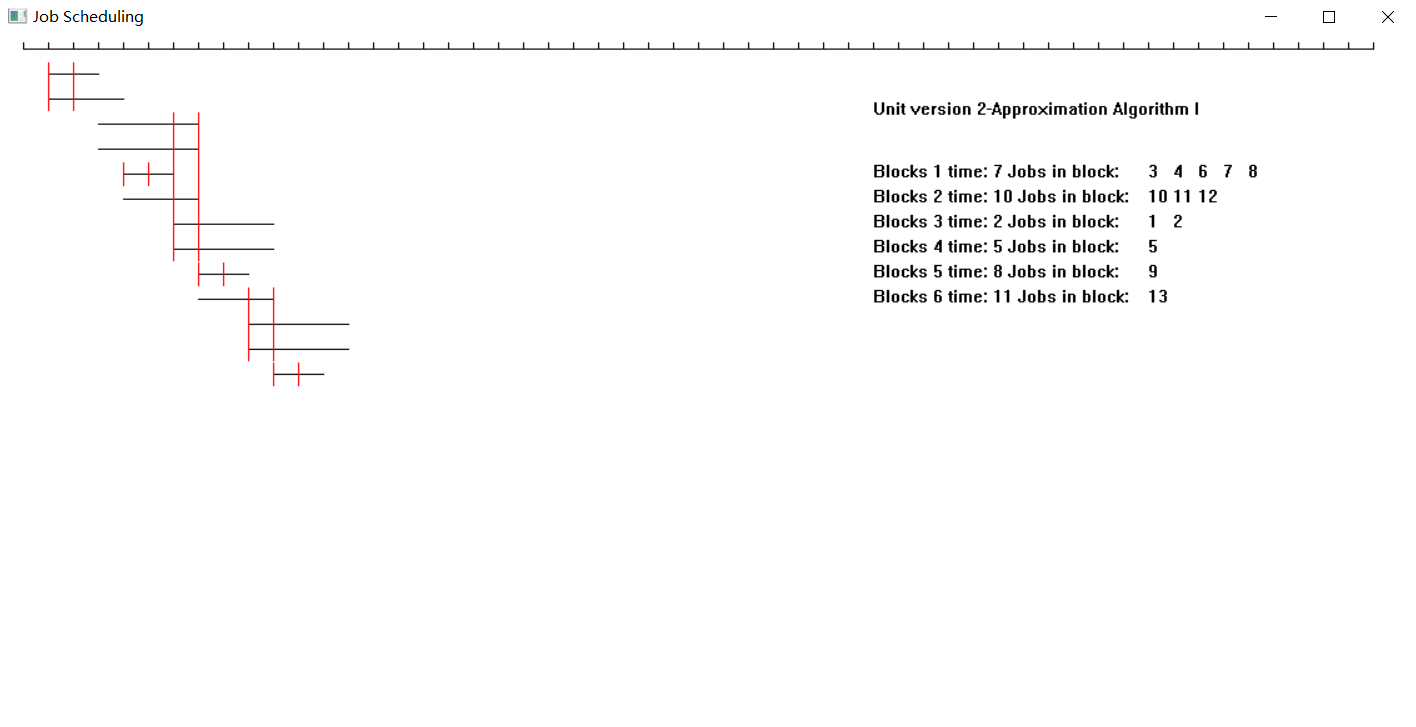 Job Scheduling
Unit version 2-Approximation Algorithm I
Blocks 1 time: 7 Jobs in block: 3 4 6 7 8
Blocks 2 time: 10 Jobs in block: 10 11 12
Blocks 3 time: 2 Jobs in block: 1 2
Blocks 4 time: 5 Jobs in block: 5
Blocks 5 time: 8 Jobs in block: 9
Blocks 6 time: 11 Jobs in block: 13